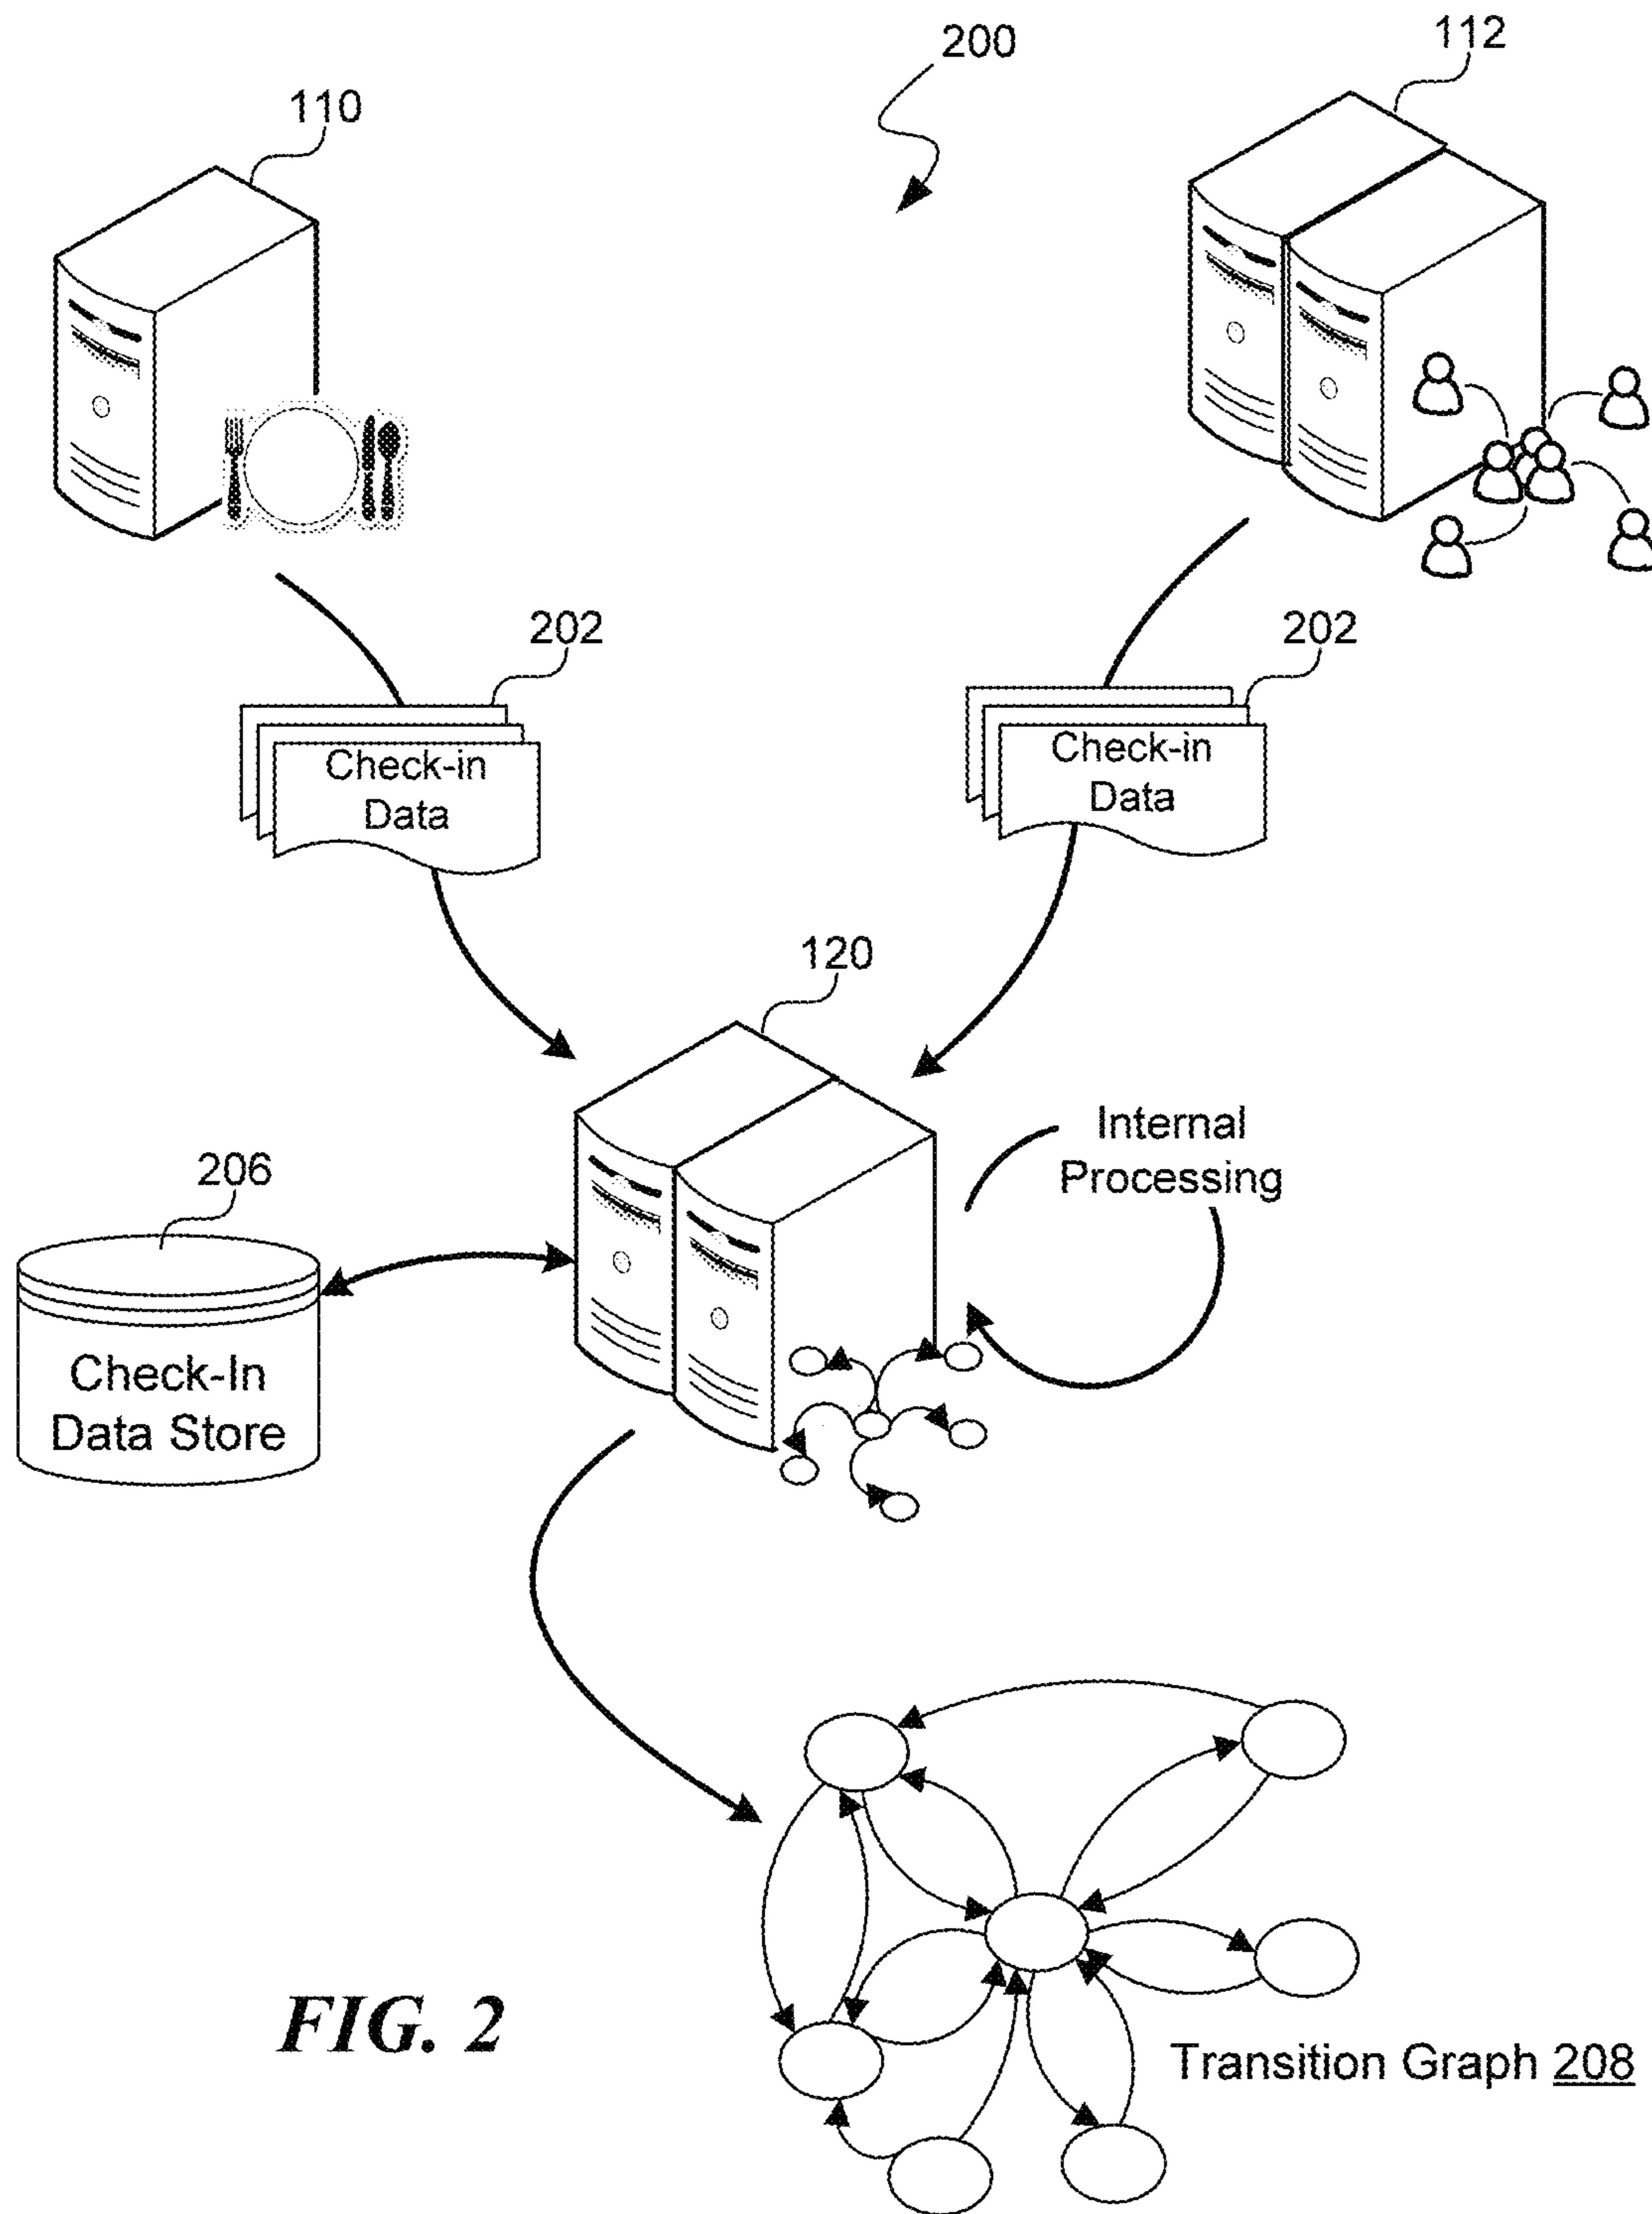 200
112
110
202
202
Check-in
Data
Check-in
Data
120
Internal
Processing
206
Check-In
Data Store
FIG. 2
Transition Graph 208